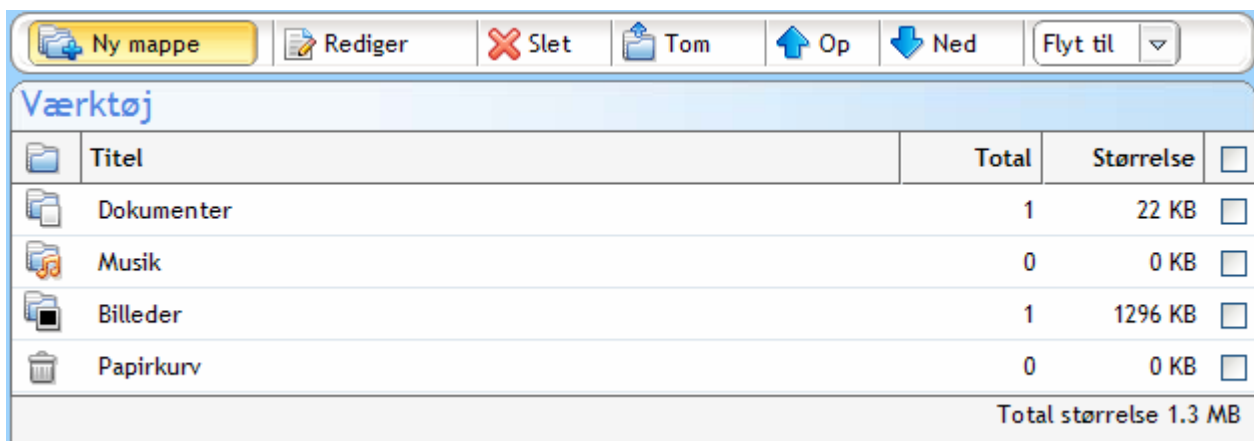 Ny mappe Rediger Slet Tom Op Ned Flyt til
Værktøj
Titel Total Størrelse
Dokumenter 1 22 KB
Musik 0 0 KB
Billeder 1 1296 KB
Papirkurv 0 0 KB
Total størrelse 1.3 MB